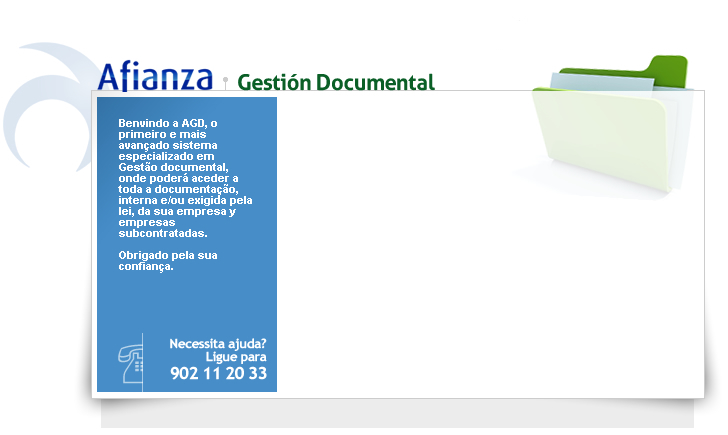 Afianza Gestión Documental
Benvindo a AGD, o
primeiro e mais
avançado sistema
especializado em
Gestão documental,
onde poderá aceder a
toda a documentação,
interna e/ou exigida pela
lei, da sua empresa y
empresas
subcontratadas.
Obrigado pela sua
confiança.
Necessita ajuda?
Ligue para
902 11 20 33